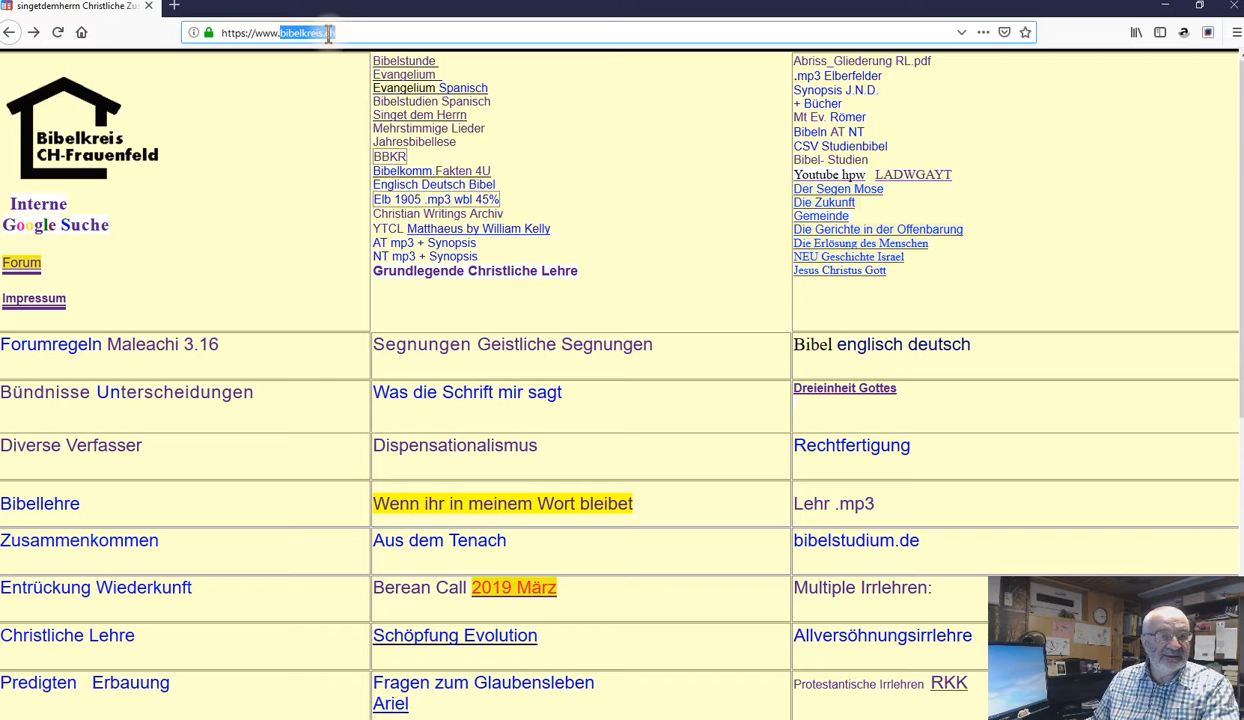 singetdemherrn Christliche Zus
https://www.bibelkreis.ch
Bibelkreis
CH-Frauenfeld
Interne
Google Suche
Forum
Impressum
Bibelstunde
Evangelium
Evangelium Spanisch
Bibelstudien Spanisch
Singet dem Herrn
Mehrstimmige Lieder
Jahresbibellese
BBKR
Bibelkomm.Fakten 4U
Englisch Deutsch Bibel
Elb 1905 .mp3 wbl 45%
Christian Writings Archiv
YTCL Matthaeus by William Kelly
AT mp3 + Synopsis
NT mp3 + Synopsis
Grundlegende Christliche Lehre
Abriss_Gliederung RL.pdf
.mp3 Elberfelder
Synopsis J.N.D.
+ Bücher
Mt Ev. Römer
Bibeln AT NT
CSV Studienbibel
Bibel- Studien
Youtube hpw LADWGAYT
Der Segen Mose
Die Zukunft
Gemeinde
Die Gerichte in der Offenbarung
Die Erlösung des Menschen
NEU Geschichte Israel
Jesus Christus Gott
Forumregeln Maleachi 3.16
Segnungen Geistliche Segnungen
Bibel englisch deutsch
Bündnisse Unterscheidungen
Was die Schrift mir sagt
Dreieinheit Gottes
Diverse Verfasser
Dispensationalismus
Rechtfertigung
Bibellehre
Wenn ihr in meinem Wort bleibet
Lehr .mp3
Zusammenkommen
Aus dem Tenach
bibelstudium.de
Entrückung Wiederkunft
Berean Call 2019 März
Multiple Irrlehren:
Christliche Lehre
Schöpfung Evolution
Allversöhnungsirrlehre
Predigten Erbauung
Fragen zum Glaubensleben
Ariel
Protestantische Irrlehren RKK